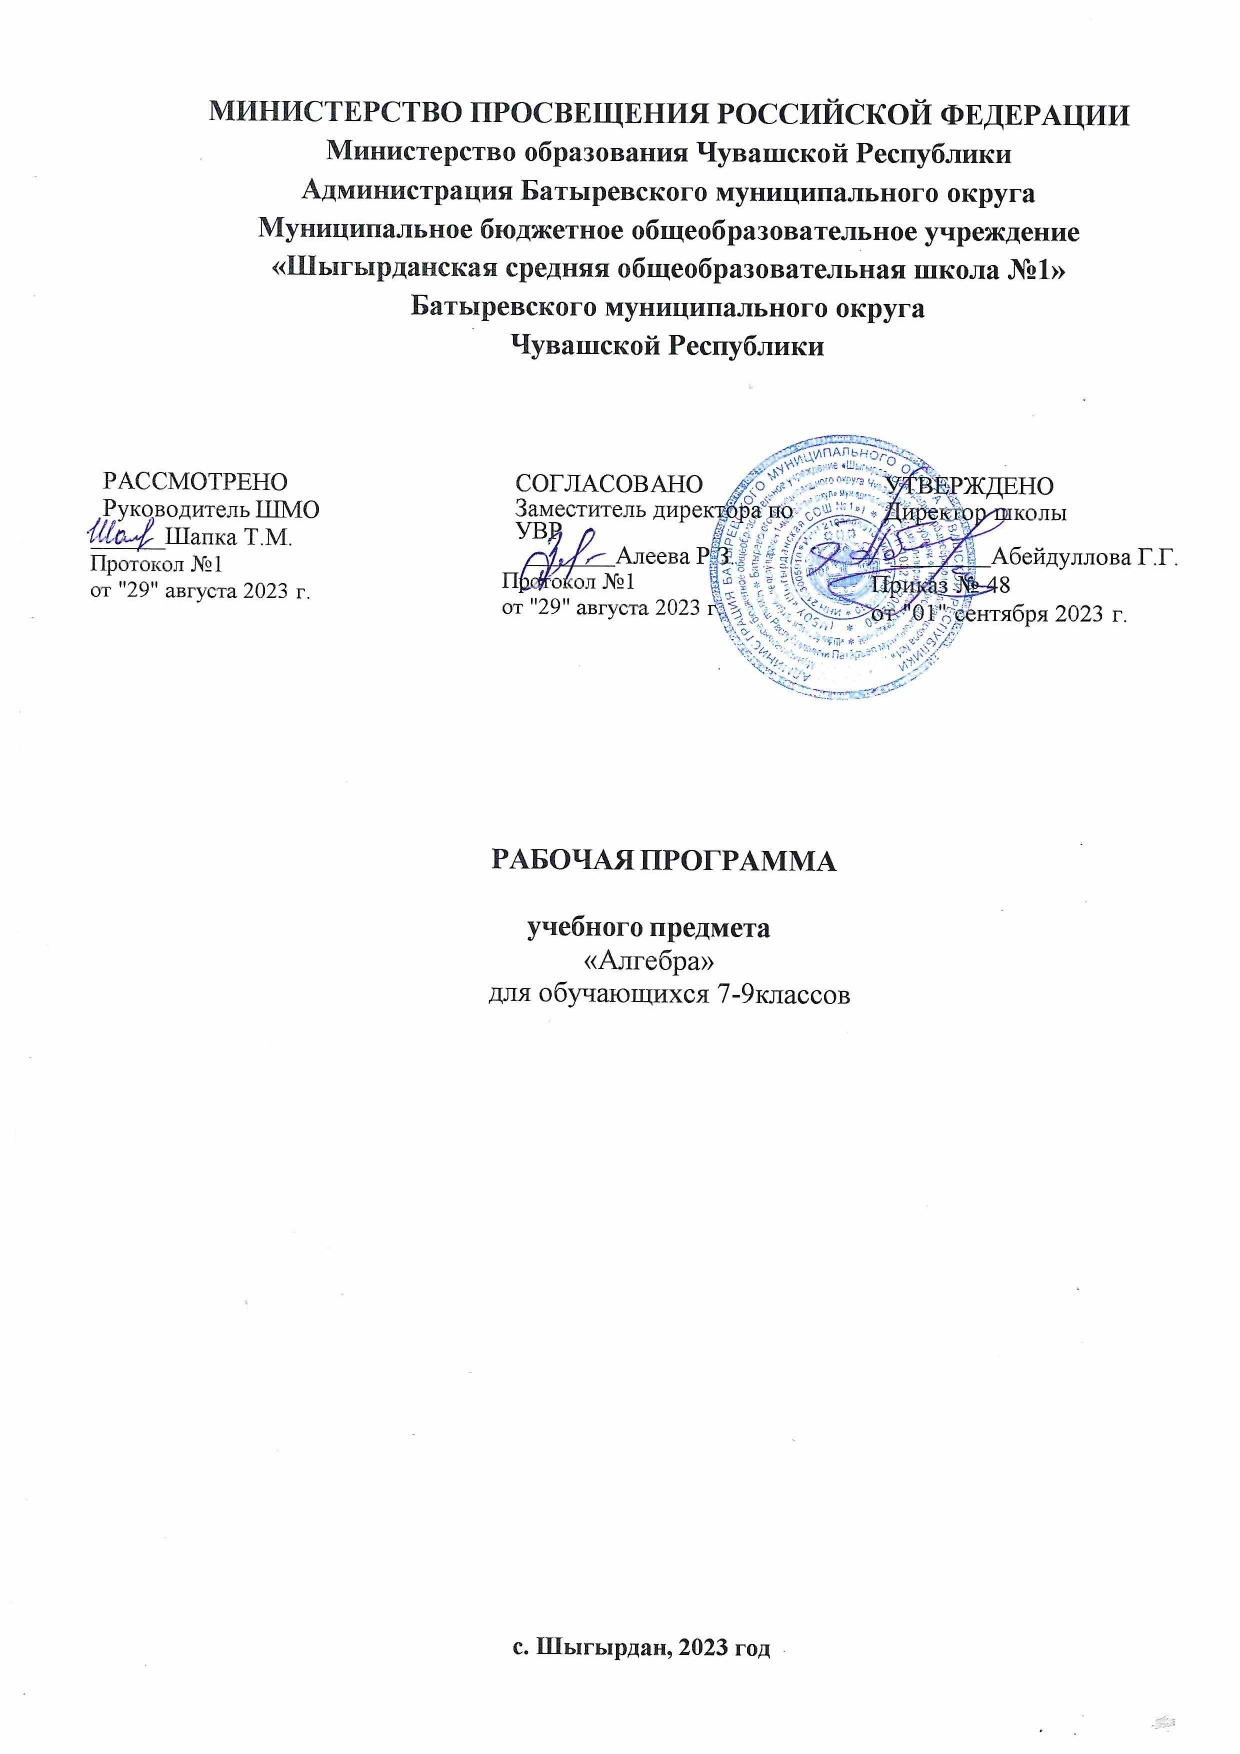 МИНИСТЕРСТВО ПРОСВЕЩЕНИЯ РОССИЙСКОЙ ФЕДЕРАЦИИ
Министерство образования Чувашской Республики
Администрация Батыревского муниципального округа
Муниципальное бюджетное общеобразовательное учреждение
«Шыгырданская средняя общеобразовательная школа №1»
Батыревского муниципального округа
Чувашской Республики
РАССМОТРЕНО
Руководитель ШМО
______Шапка Т.М.
Протокол №1
от "29" августа 2023 г.
СОГЛАСОВАНО
Заместитель директора по
УВР
Алеева Р.З.
Протокол №1
от "29" августа 2023 г
УТВЕРЖДЕНО
Директор школы
Абейдуллова Г.Г.
Приказ № 48
от "01" сентября 2023 г.
РАБОЧАЯ ПРОГРАММА
учебного предмета
«Алгебра»
для обучающихся 7-9классов
с. Шыгырдан, 2023 год